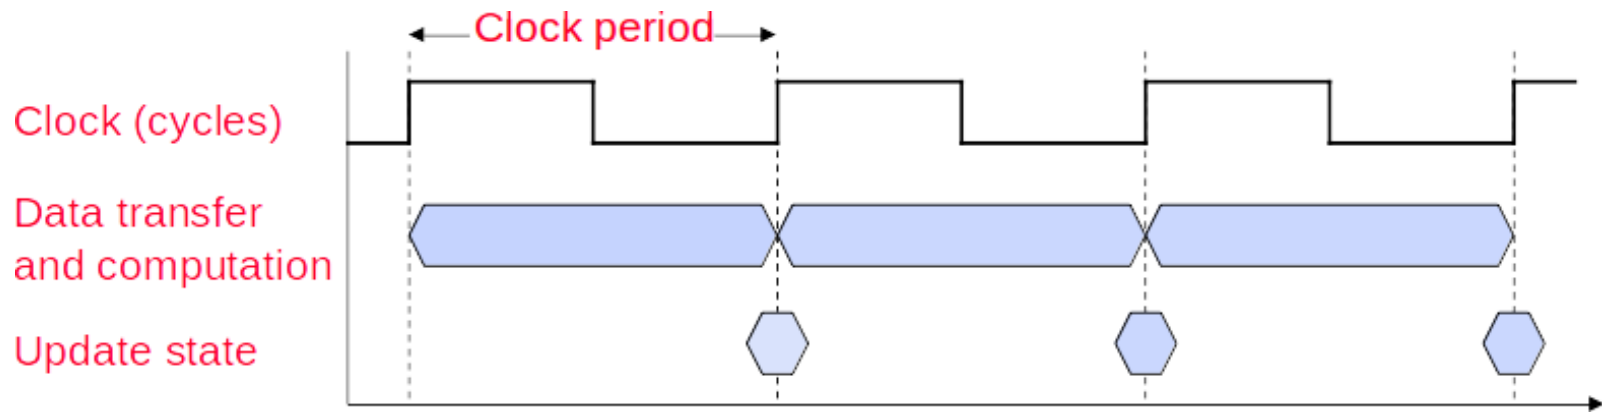 Clock period
Clock (cycles)
Data transfer
and computation
Update state